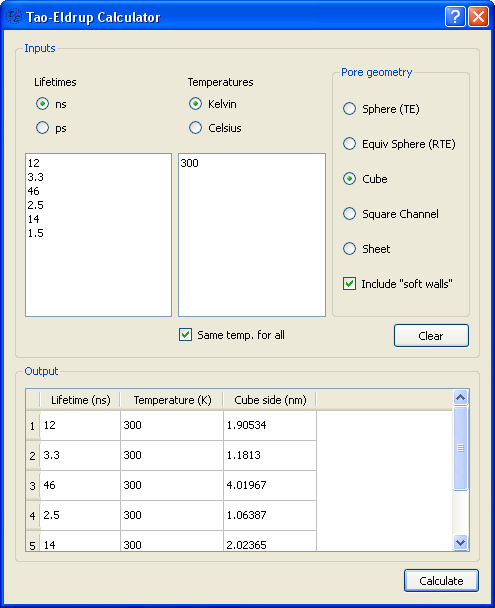 Tao-Eldrup Calculator
Inputs
Lifetimes
ns
ps
Temperatures
Kelvin
Celsius
12
3.3
46
2.5
14
1.5
300
Same temp. for all
Pore geometry
Sphere (TE)
Equiv Sphere (RTE)
Cube
Square Channel
Sheet
Include "soft walls"
Clear
Output
Lifetime (ns) Temperature (K) Cube side (nm)
1 12 300 1.90534
2 3.3 300 1.1813
3 46 300 4.01967
4 2.5 300 1.06387
5 14 300 2.02365
Calculate